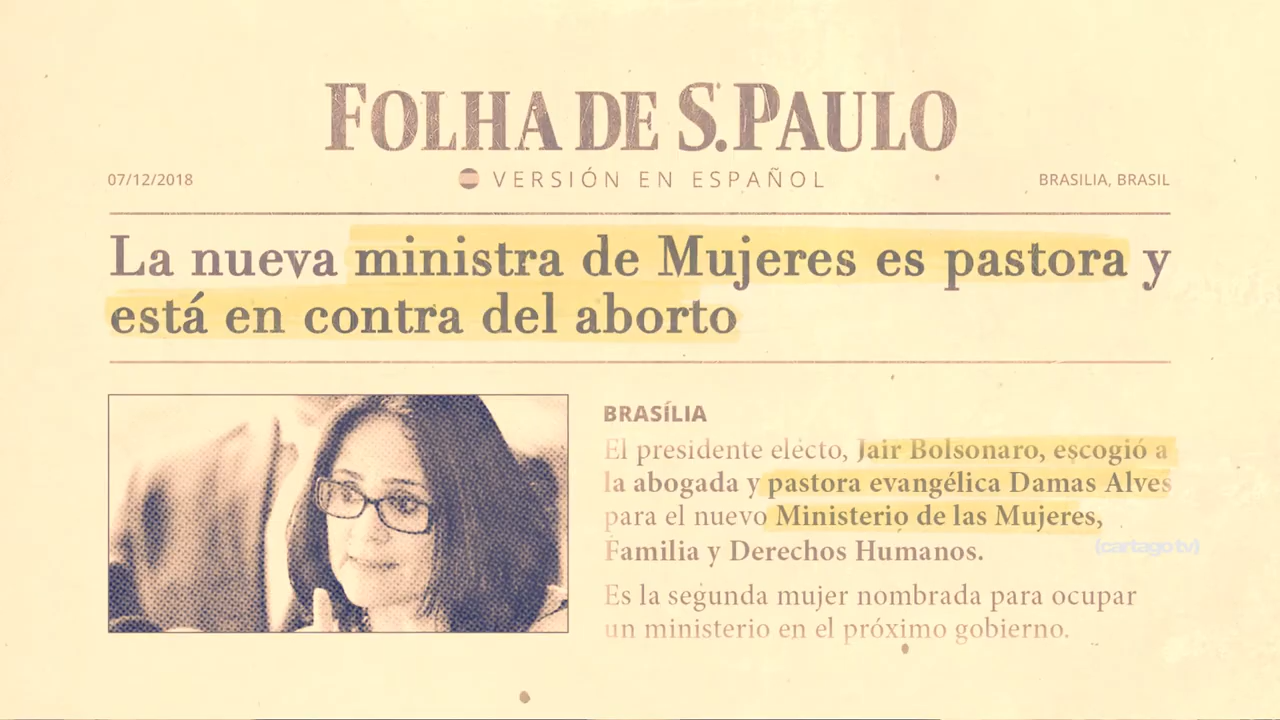 FOLHA DE S.PAULO
07/12/2018
VERSIÓN EN ESPAÑOL
BRASILIA, BRASIL
La nueva ministra de Mujeres es pastora y
está en contra del aborto
BRASÍLIA
El presidente elécto, Jair Bolsonaro, escogió a
la abogada y pastora evangélica Damas Alves
para el nuevo Ministerio de las Mujeres,
Familia y Derechos Humanos.
(cartago tv)
Es la segunda mujer nombrada para ocupar
un ministerio en el próximo gobierno.